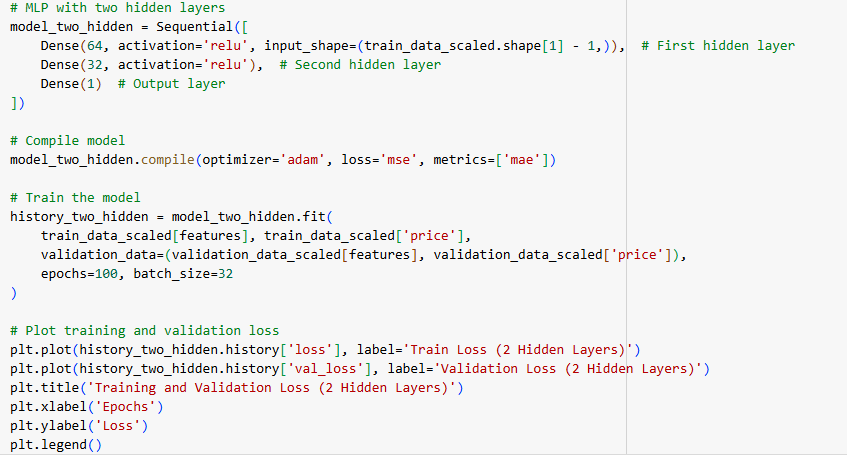 # MLP with two hidden layers
model_two_hidden = Sequential([
    Dense(64, activation='relu', input_shape=(train_data_scaled.shape[1] - 1,)),  # First hidden layer
    Dense(32, activation='relu'),  # Second hidden layer
    Dense(1)  # Output layer
])

# Compile model
model_two_hidden.compile(optimizer='adam', loss='mse', metrics=['mae'])

# Train the model
history_two_hidden = model_two_hidden.fit(
    train_data_scaled[features], train_data_scaled['price'],
    validation_data=(validation_data_scaled[features], validation_data_scaled['price']),
    epochs=100, batch_size=32
)

# Plot training and validation loss
plt.plot(history_two_hidden.history['loss'], label='Train Loss (2 Hidden Layers)')
plt.plot(history_two_hidden.history['val_loss'], label='Validation Loss (2 Hidden Layers)')
plt.title('Training and Validation Loss (2 Hidden Layers)')
plt.xlabel('Epochs')
plt.ylabel('Loss')
plt.legend()